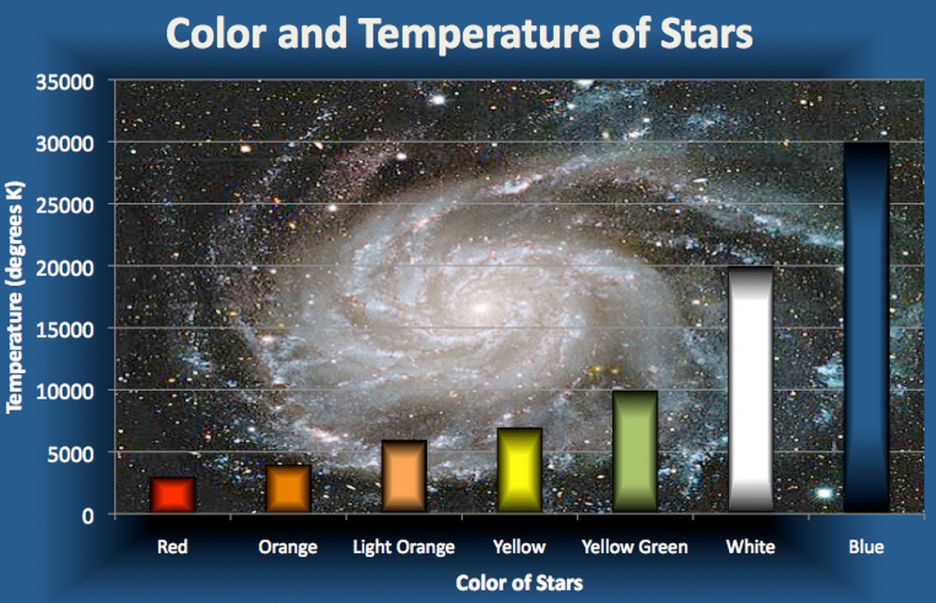 Color and Temperature of Stars
35000
30000
25000
20000
15000
10000
5000
0
Temperature (degrees K)
Red Orange Light Orange Yellow Yellow Green White Blue
Color of Stars